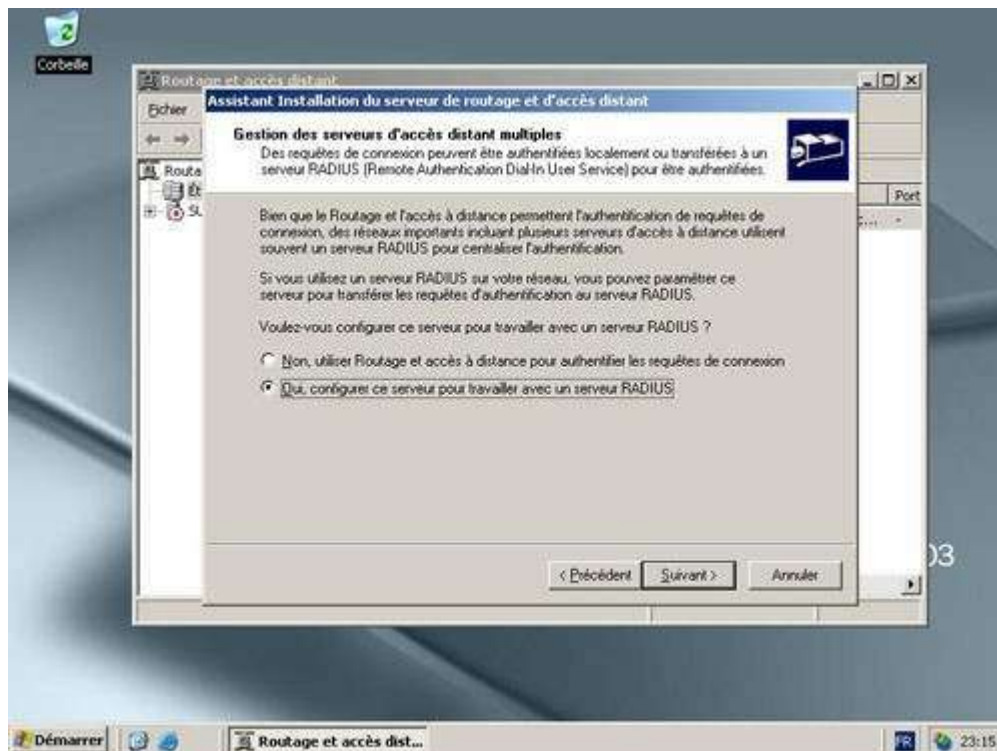 Corbeille
Routage et accès distant
Fichier
Assistant Installation du serveur de routage et d'accès distant
Gestion des serveurs d'accès distant multiples
Des requêtes de connexion peuvent être authentifiées localement ou transférées à un
serveur RADIUS (Remote Authentication Dial-In User Service) pour être authentifiées.
Routa
Ét
Port
Bien que le Routage et l'accès à distance permettent l'authentification de requêtes de
connexion, des réseaux importants incluant plusieurs serveurs d'accès à distance utilisent
souvent un serveur RADIUS pour centraliser l'authentification.
Si vous utilisez un serveur RADIUS sur votre réseau, vous pouvez paramétrer ce
serveur pour transférer les requêtes d'authentification au serveur RADIUS.
Voulez-vous configurer ce serveur pour travailler avec un serveur RADIUS ?
Non, utiliser Routage et accès à distance pour authentifier les requêtes de connexion
Oui, configurer ce serveur pour travailler avec un serveur RADIUS
< Précédent
Suivant >
Annuler
03
Démarrer
Routage et accès dist...
FR
23:15